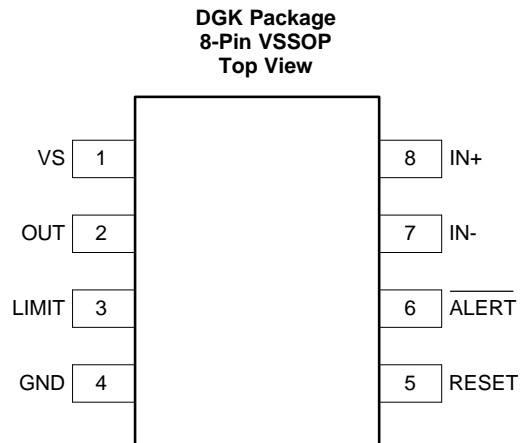 DGK Package
8-Pin VSSOP
Top View
VS 1 8 IN+
OUT 2 7 IN-
LIMIT 3 6 ALERT
GND 4 5 RESET